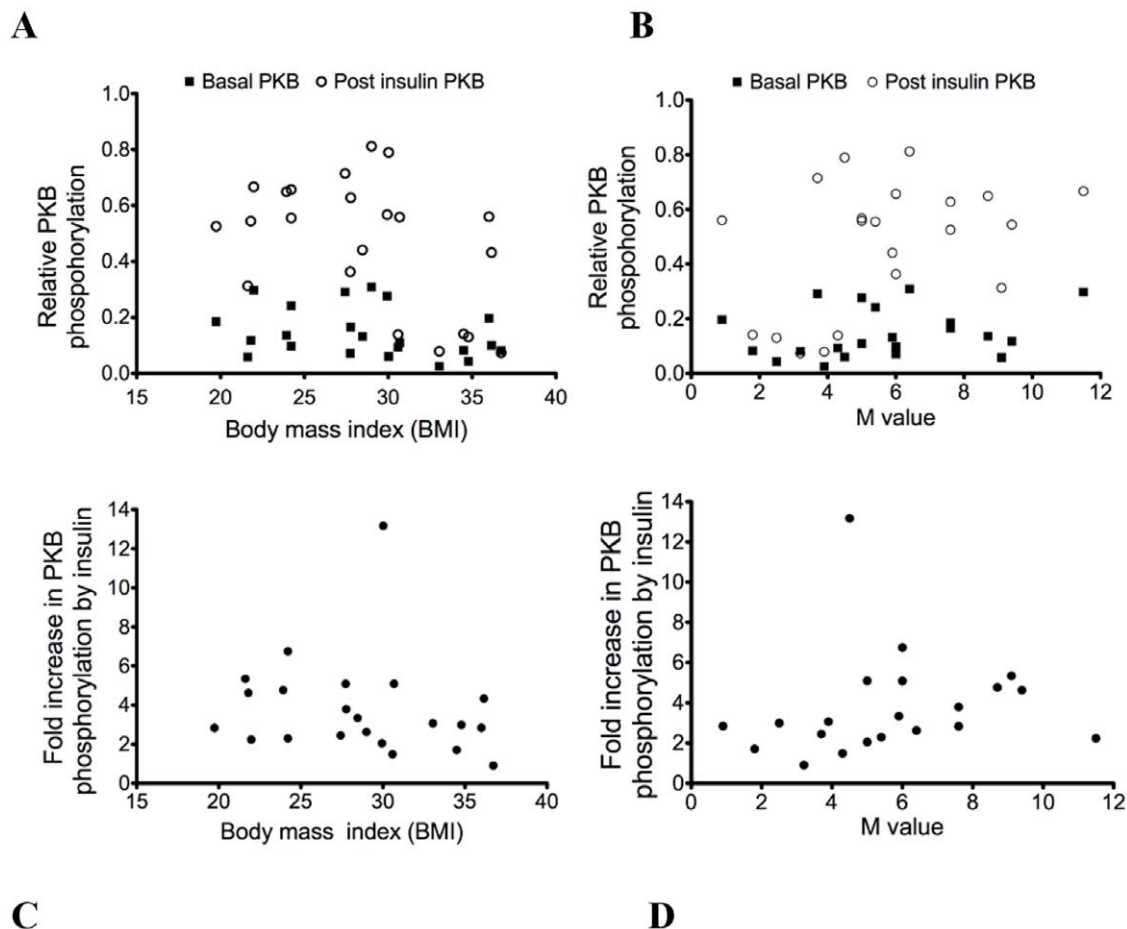 A
B
■ Basal PKB ○ Post insulin PKB
1.0
0.8
0.6
0.4
0.2
0.0
Relative PKB
phospohorylation
15 20 25 30 35 40
Body mass index (BMI)
■ Basal PKB ○ Post insulin PKB
1.0
0.8
0.6
0.4
0.2
0.0
Relative PKB
phospohorylation
0 2 4 6 8 10 12
M value
14
12
10
8
6
4
2
0
Fold increase in PKB
phosphorylation by insulin
15 20 25 30 35 40
Body mass index (BMI)
14
12
10
8
6
4
2
0
Fold increase in PKB
phosphorylation by insulin
0 2 4 6 8 10 12
M value
C
D